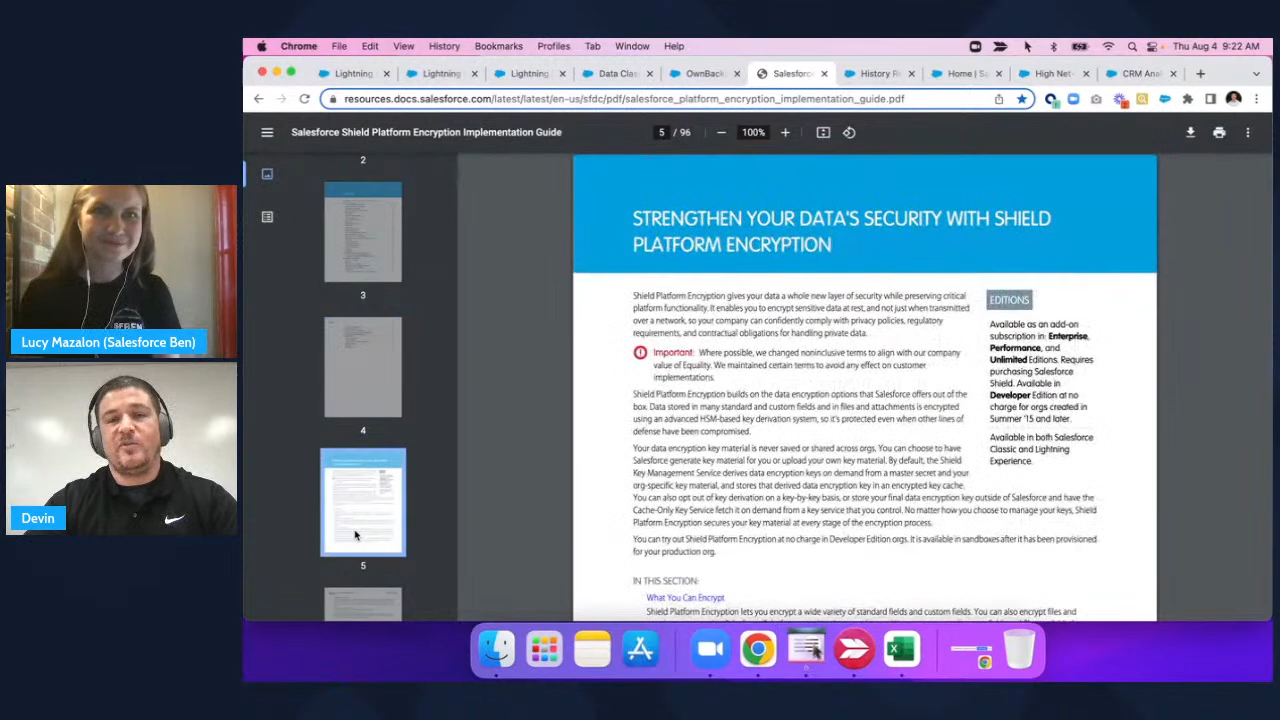 Chrome File Edit View History Bookmarks Profiles Tab Window Help Thu Aug 4 9:22 AM
Lightning Lightning Lightning Data Clas OwnBack Salesforc History Re Home | Sa High Net- CRM Ana
resources.docs.salesforce.com/latest/latest/en-us/sfdc/pdf/salesforce_platform_encryption_implementation_guide.pdf
Salesforce Shield Platform Encryption Implementation Guide 5 / 96 100%
2
3
4
5
STRENGTHEN YOUR DATA'S SECURITY WITH SHIELD
PLATFORM ENCRYPTION
Shield Platform Encryption gives your data a whole new layer of security while preserving critical
platform functionality. It enables you to encrypt sensitive data at rest, and not just when transmitted
over a network, so your company can confidently comply with privacy policies, regulatory
requirements, and contractual obligations for handling private data.
Important: Where possible, we changed noninclusive terms to align with our company
value of Equality. We maintained certain terms to avoid any effect on customer
implementations.
Shield Platform Encryption builds on the data encryption options that Salesforce offers out of the
box. Data stored in many standard and custom fields and in files and attachments is encrypted
using an advanced HSM-based key derivation system, so it's protected even when other lines of
defense have been compromised.
Your data encryption key material is never saved or shared across orgs. You can choose to have
Salesforce generate key material for you or upload your own key material. By default, the Shield
Key Management Service derives data encryption keys on demand from a master secret and your
org-specific key material, and stores that derived data encryption key in an encrypted key cache.
You can also opt out of key derivation on a key-by-key basis, or store your final data encryption key outside of Salesforce and have the
Cache-Only Key Service fetch it on demand from a key service that you control. No matter how you choose to manage your keys, Shield
Platform Encryption secures your key material at every stage of the encryption process.
You can try out Shield Platform Encryption at no charge in Developer Edition orgs. It is available in sandboxes after it has been provisioned
for your production org.
IN THIS SECTION:
What You Can Encrypt
Shield Platform Encryption lets you encrypt a wide variety of standard fields and custom fields. You can also encrypt files and
EDITIONS
Available as an add-on
subscription in: Enterprise,
Performance, and
Unlimited Editions. Requires
purchasing Salesforce
Shield. Available in
Developer Edition at no
charge for orgs created in
Summer '15 and later.
Available in both Salesforce
Classic and Lightning
Experience.
Lucy Mazalon (Salesforce Ben)
Devin